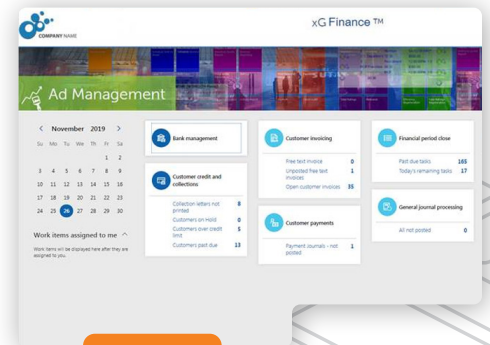 COMPANY NAME
xG Finance ™
Ad Management
November 2019
Su Mo Tu We Th Fr Sa
1 2
3 4 5 6 7 8 9
10 11 12 13 14 15 16
17 18 19 20 21 22 23
24 25 26 27 28 29 30
Work items assigned to me
Work items will be displayed here after they are
assigned to you.
Bank management
Customer credit and
collections
Collection letters not
printed 8
Customers on Hold 0
Customers over credit
limit 5
Customers past due 13
Customer invoicing
Free text invoice 0
Unposted free text
invoices 1
Open customer invoices 35
Customer payments
Payment Journals - not
posted 1
Financial period close
Past due tasks 165
Today's remaining tasks 17
General journal processing
All not posted 0